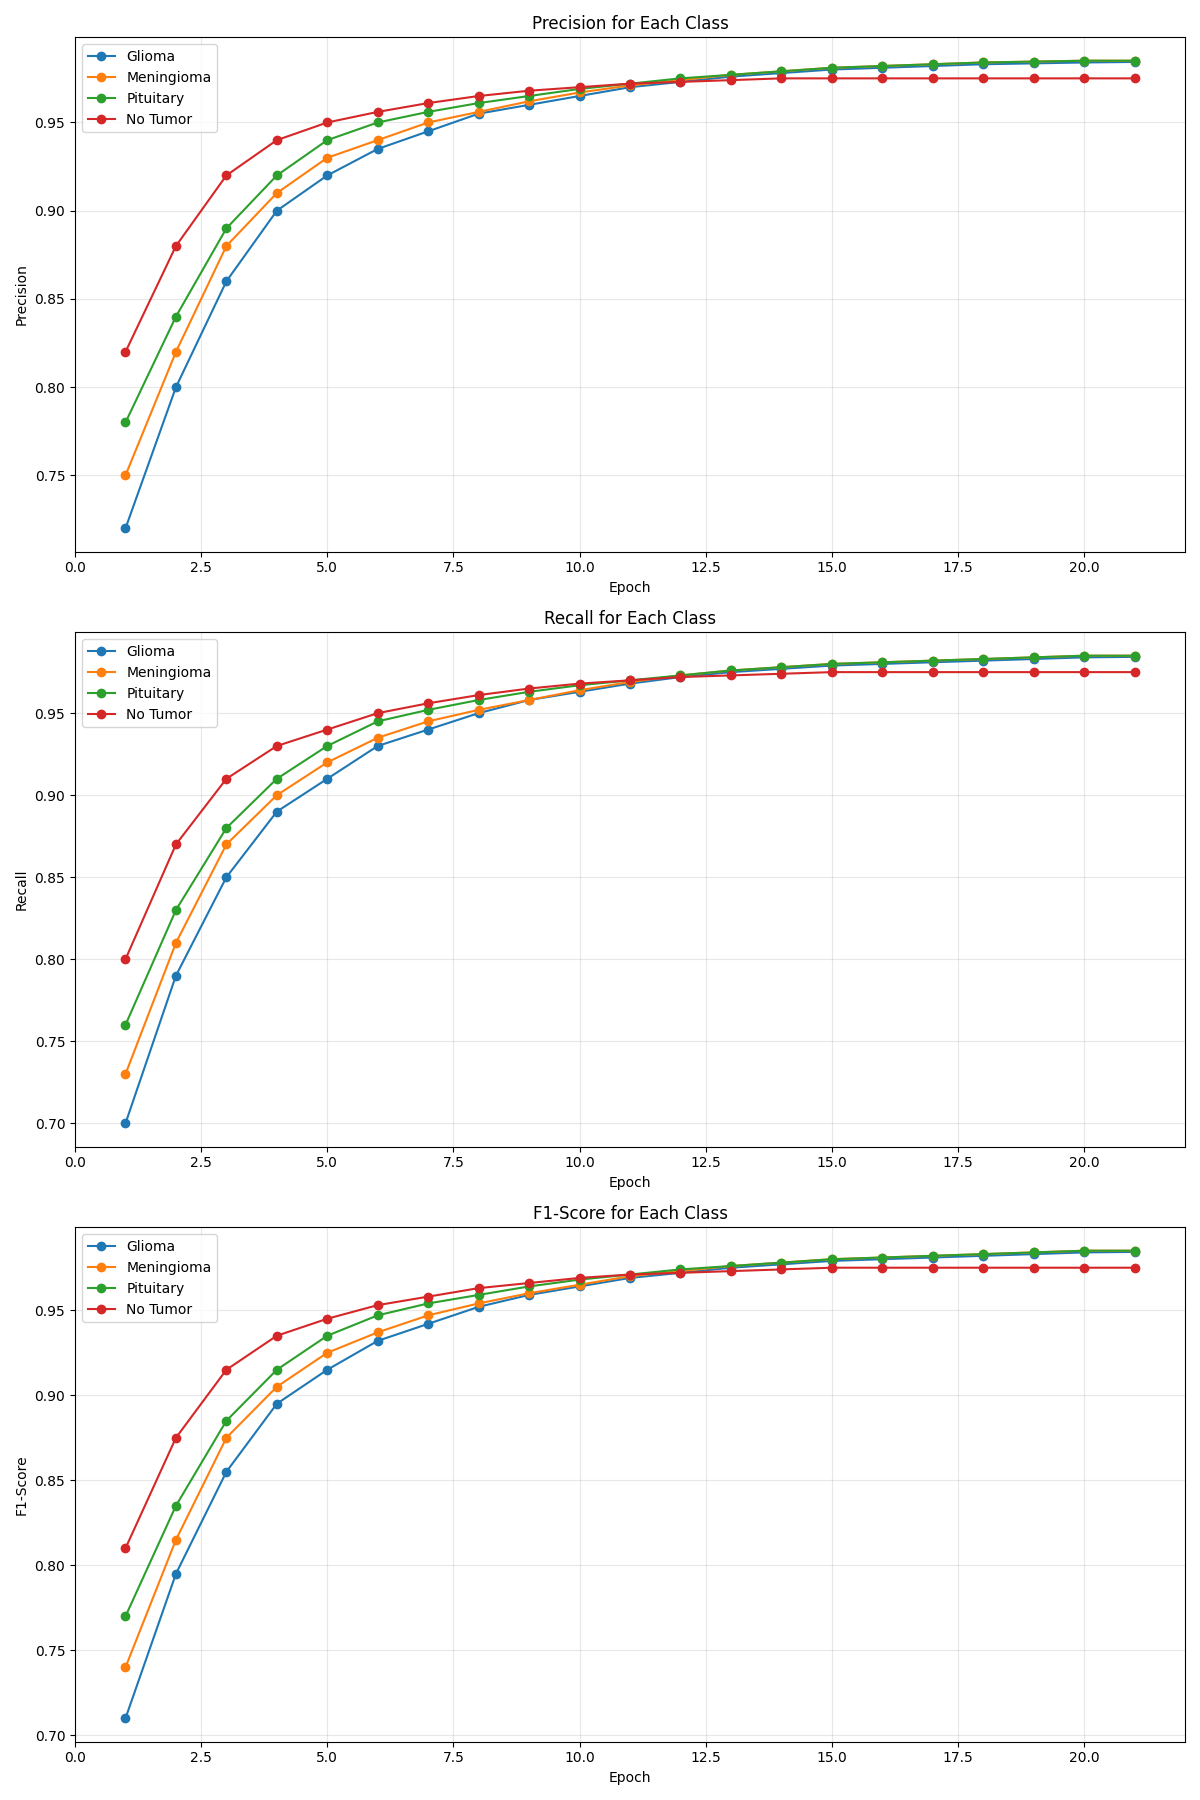 Precision for Each Class
Glioma
Meningioma
Pituitary
No Tumor
0.95
0.90
0.85
0.80
0.75
Precision
0.0 2.5 5.0 7.5 10.0 12.5 15.0 17.5 20.0
Epoch
Recall for Each Class
Glioma
Meningioma
Pituitary
No Tumor
0.95
0.90
0.85
0.80
0.75
0.70
Recall
0.0 2.5 5.0 7.5 10.0 12.5 15.0 17.5 20.0
Epoch
F1-Score for Each Class
Glioma
Meningioma
Pituitary
No Tumor
0.95
0.90
0.85
0.80
0.75
0.70
F1-Score
0.0 2.5 5.0 7.5 10.0 12.5 15.0 17.5 20.0
Epoch